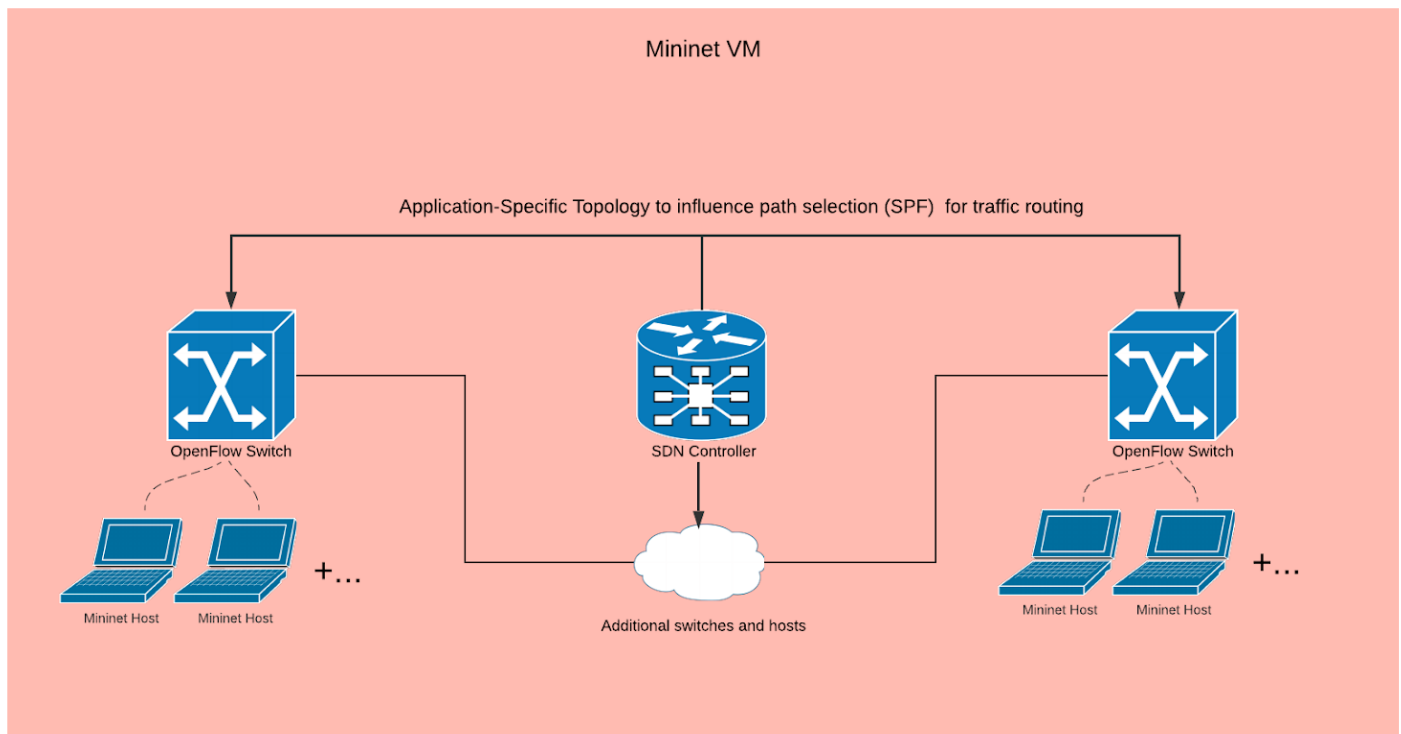 Mininet VM
Application-Specific Topology to influence path selection (SPF)  for traffic routing
OpenFlow Switch
SDN Controller
OpenFlow Switch
+...
+...
Mininet Host
Mininet Host
Mininet Host
Mininet Host
Additional switches and hosts